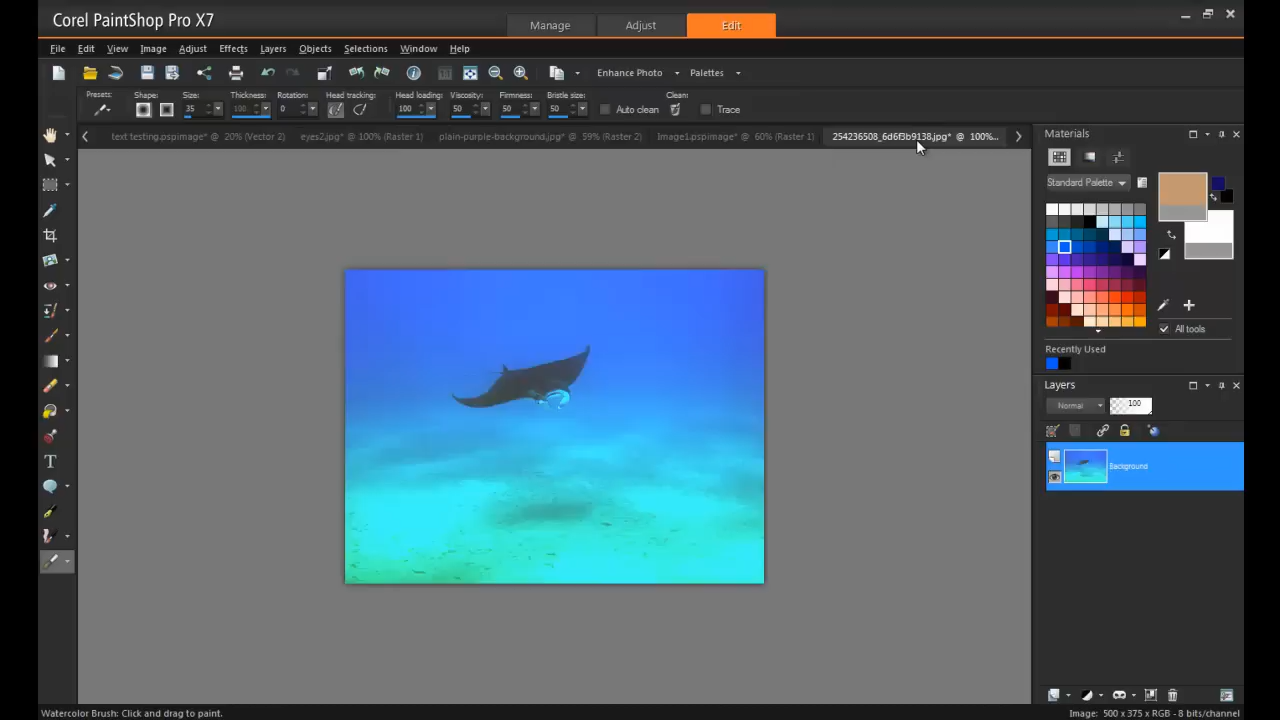 Corel PaintShop Pro X7
Manage Adjust Edit
File Edit View Image Adjust Effects Layers Objects Selections Window Help
Enhance Photo Palettes
Presets: Shape: Size: Thickness: Rotation: Head tracking: Head loading: Viscosity: Firmness: Bristle size: Clean:
35 100 0 100 50 50 50 Auto clean Trace
text testing.pspimage* @ 20% (Vector 2) eyes2.jpg* @ 100% (Raster 1) plain-purple-background.jpg* @ 59% (Raster 2) Image1.pspimage* @ 60% (Raster 1) 254236508_6d6f3b9138.jpg* @ 100%...
Materials
Standard Palette
All tools
Recently Used
Layers
Normal 100
Background
Watercolor Brush: Click and drag to paint.
Image: 500 x 375 x RGB - 8 bits/channel